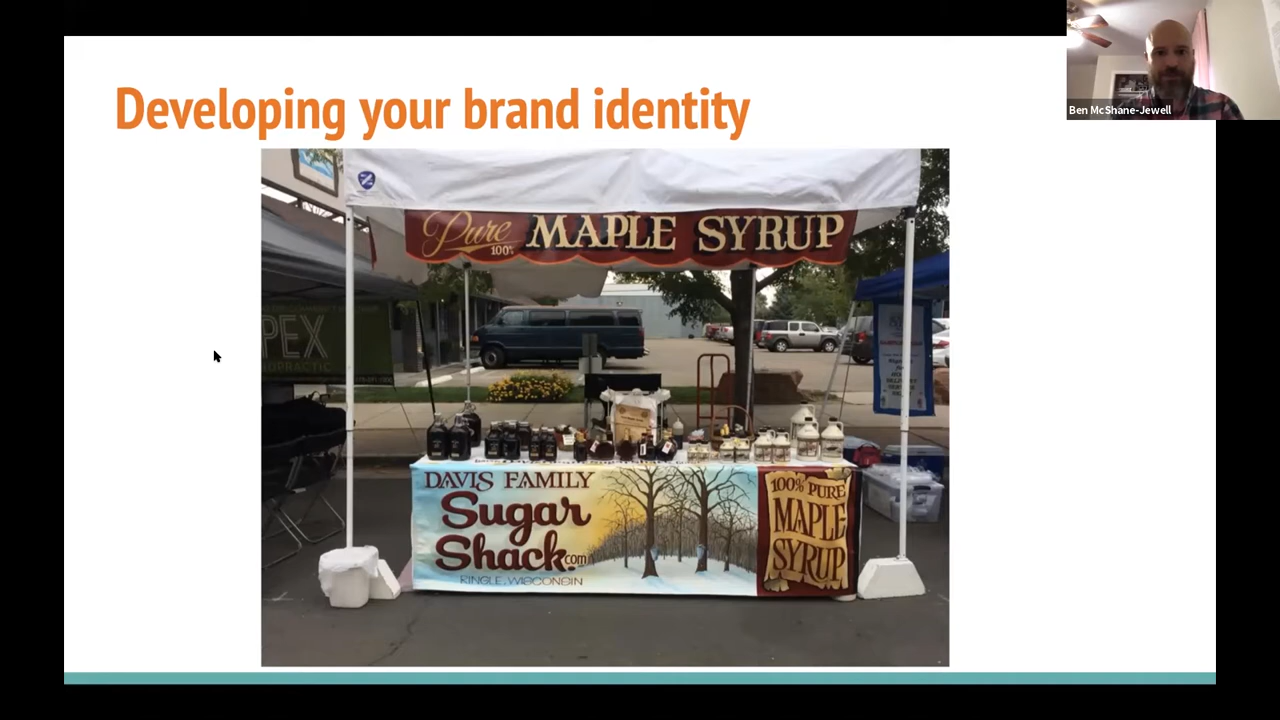 Developing your brand identity
Ben McShane-Jewell
Pure
100%
MAPLE SYRUP
PEX
DAVIS FAMILY
Sugar
Shack.com
RINGLE, WISCONSIN
100% PURE
MAPLE
SYRUP